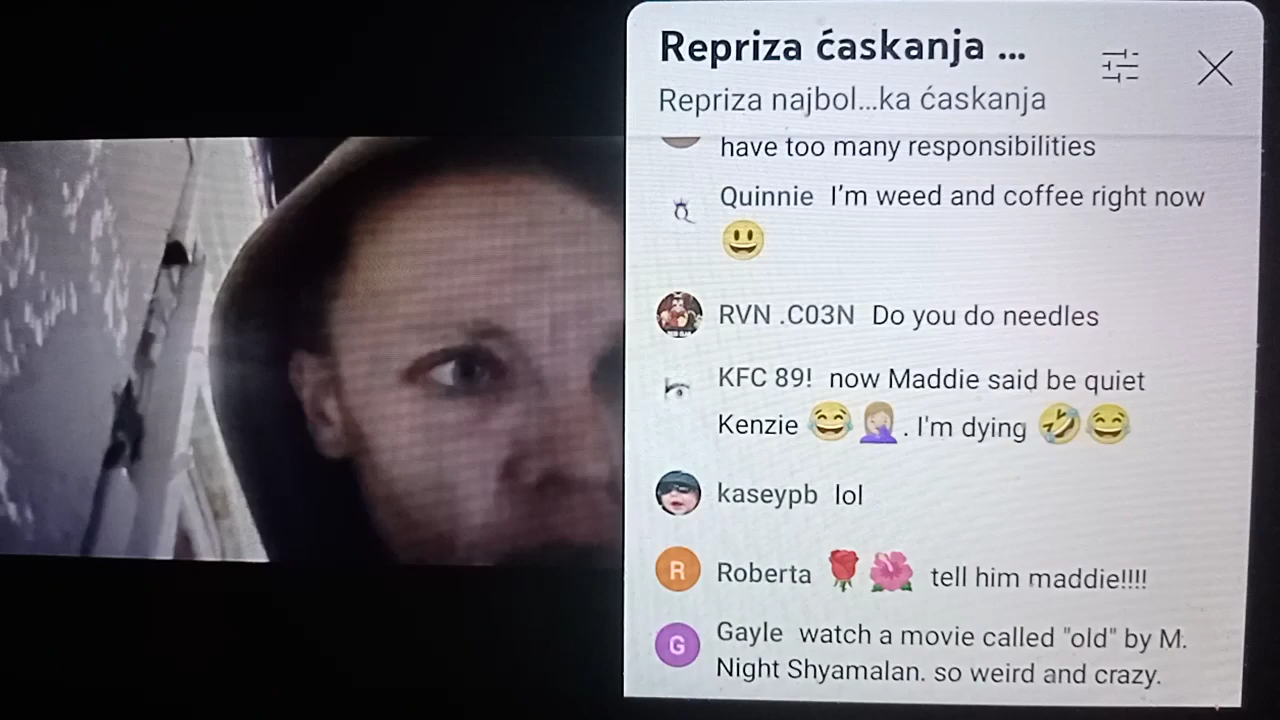 Repriza ćaskanja ...
Repriza najbol...ka ćaskanja
have too many responsibilities
Quinnie I'm weed and coffee right now
😃
RVN .C03N Do you do needles
KFC 89! now Maddie said be quiet
Kenzie 😂🤦🏼‍♀️. I'm dying 🤣😂
kaseypb lol
R
Roberta🌹🌺 tell him maddie!!!!
G
Gayle watch a movie called "old" by M.
Night Shyamalan. so weird and crazy.